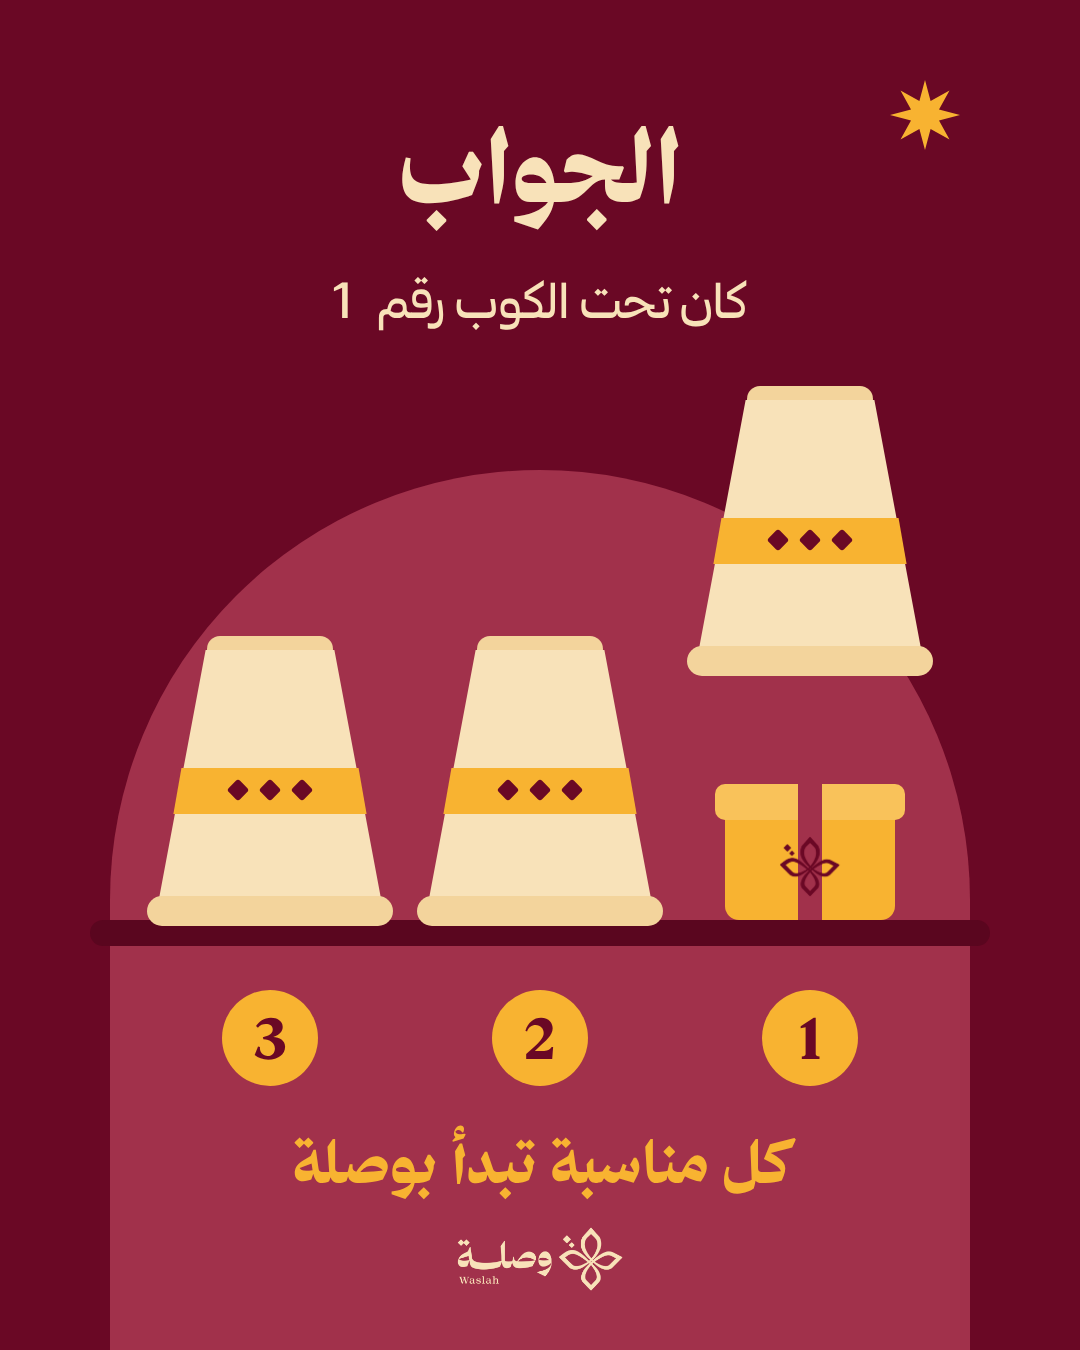 الجواب
كان تحت الكوب رقم 1
1 2 3
كل مناسبة تبدأ بوصلة
وصلة
Waslah